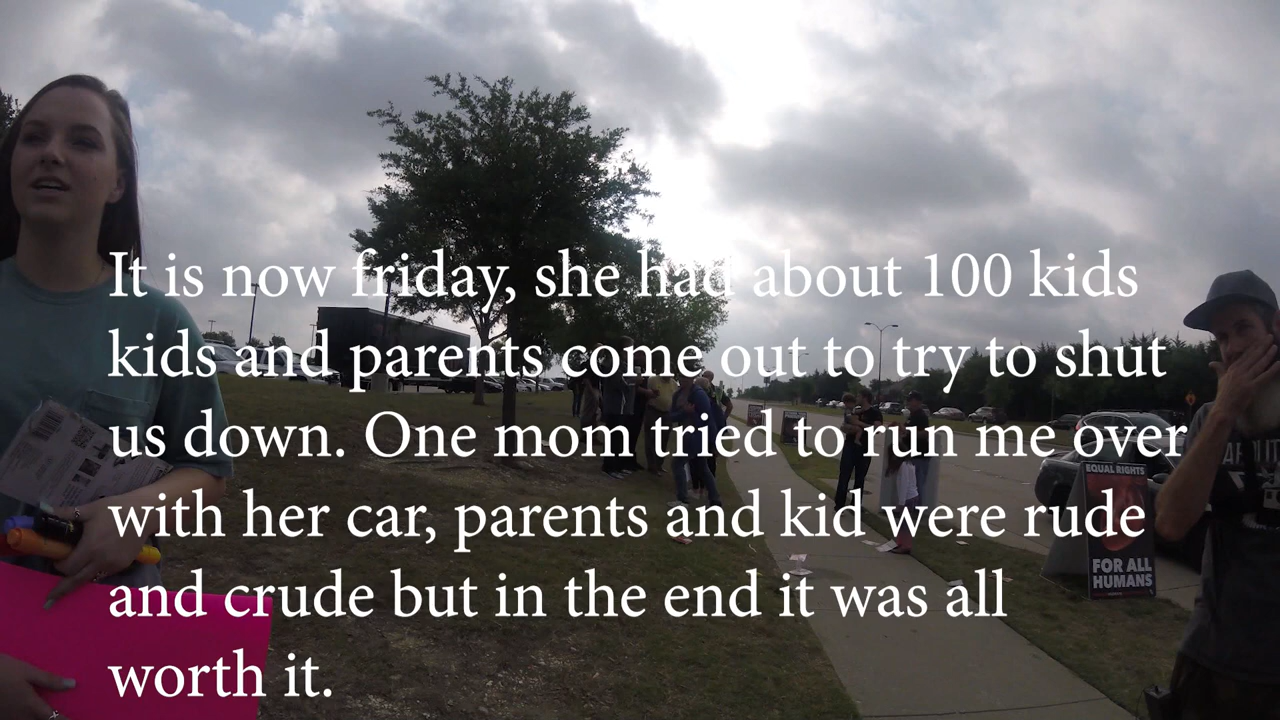 It is now friday, she had about 100 kids
kids and parents come out to try to shut
us down. One mom tried to run me over
with her car, parents and kid were rude
and crude but in the end it was all
worth it.
EQUAL RIGHTS
FOR ALL
HUMANS